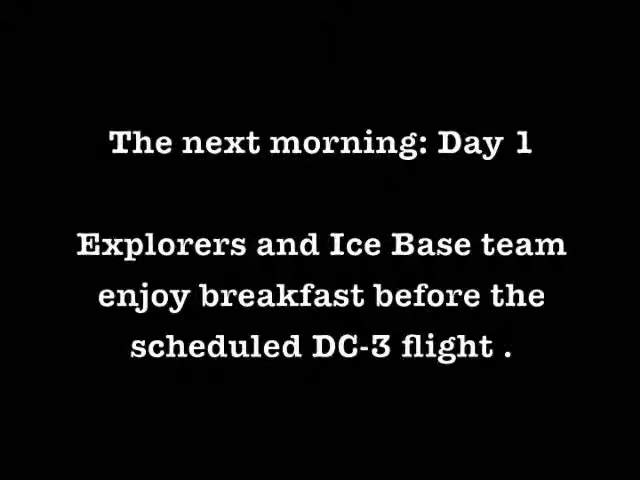 The next morning: Day 1
Explorers and Ice Base team
enjoy breakfast before the
scheduled DC-3 flight .